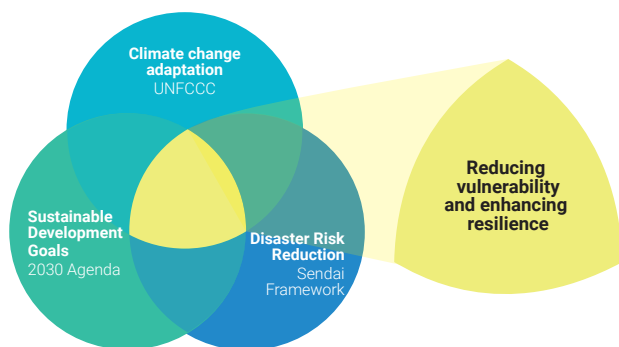 Climate change
adaptation
UNFCCC
Sustainable
Development
Goals
2030 Agenda
Disaster Risk
Reduction
Sendai
Framework
Reducing
vulnerability
and enhancing
resilience